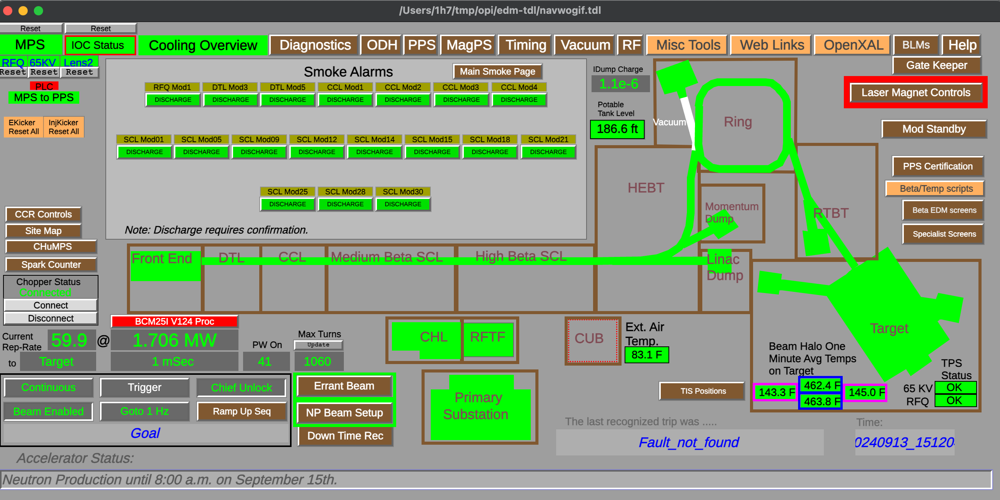 /Users/1h7/tmp/opi/edm-tdl/navwogif.tdl
Reset Reset
MPS IOC Status Cooling Overview Diagnostics ODH PPS MagPS Timing Vacuum RF Misc Tools Web Links OpenXAL BLMs Help
RFQ 65KV Lens2
Reset Reset Reset
PLC
MPS to PPS
EKicker
Reset All
InjKicker
Reset All
Smoke Alarms
Main Smoke Page
RFQ Mod1 DTL Mod3 DTL Mod5 CCL Mod1 CCL Mod2 CCL Mod3 CCL Mod4
DISCHARGE DISCHARGE DISCHARGE DISCHARGE DISCHARGE DISCHARGE DISCHARGE
SCL Mod01 SCL Mod05 SCL Mod09 SCL Mod12 SCL Mod14 SCL Mod15 SCL Mod18 SCL Mod21
DISCHARGE DISCHARGE DISCHARGE DISCHARGE DISCHARGE DISCHARGE DISCHARGE DISCHARGE
SCL Mod25 SCL Mod28 SCL Mod30
DISCHARGE DISCHARGE DISCHARGE
Note: Discharge requires confirmation.
IDump Charge
1.1e-6
Potable
Tank Level
186.6 ft
Vacuum
Ring
HEBT
Momentum
Dump
RTBT
Gate Keeper
Laser Magnet Controls
Mod Standby
PPS Certification
Beta/Temp scripts
Beta EDM screens
Specialist Screens
CCR Controls
Site Map
CHuMPS
Spark Counter
Chopper Status
Connected
Connect
Disconnect
Front End DTL CCL Medium Beta SCL High Beta SCL
Linac
Dump
Target
BCM25I V124 Proc
Current
Rep-Rate
59.9 @ 1.706 MW
to Target 1 mSec
PW On
41
Max Turns
Update
1060
CHL RFTF
CUB
Ext. Air
Temp.
83.1 F
Beam Halo One
Minute Avg Temps
on Target
143.3 F 462.4 F 145.0 F
463.8 F
TPS
Status
65 KV OK
RFQ OK
TIS Positions
Continuous Trigger Chief Unlock
Beam Enabled Goto 1 Hz Ramp Up Seq
Goal
Errant Beam
NP Beam Setup
Down Time Rec
Primary
Substation
The last recognized trip was .....
Fault_not_found
Time:
0240913_15120
Accelerator Status:
Neutron Production until 8:00 a.m. on September 15th.